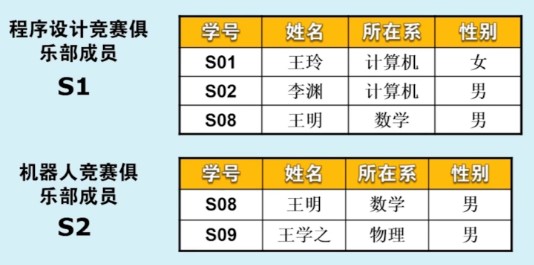 程序设计竞赛俱
乐部成员
S1
学号 姓名 所在系 性别
S01 王玲 计算机 女
S02 李渊 计算机 男
S08 王明 数学 男
机器人竞赛俱
乐部成员
S2
学号 姓名 所在系 性别
S08 王明 数学 男
S09 王学之 物理 男